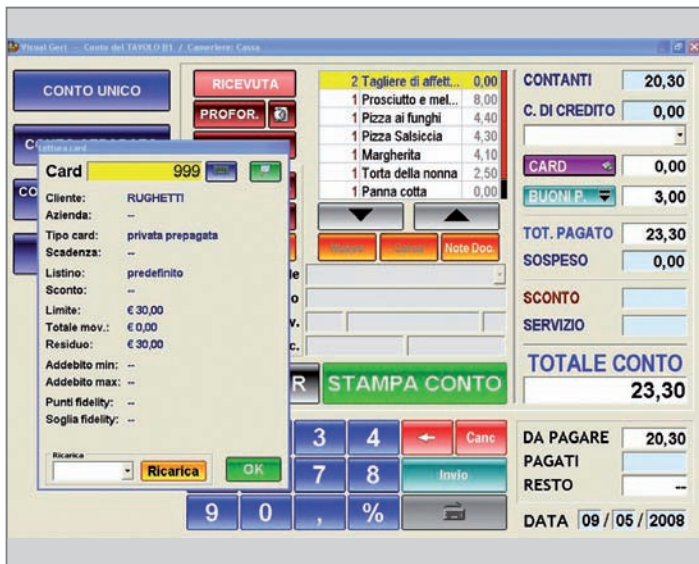 Visual Geri - Conto del TAVOLO B1 / Cameriere: Cassa
CONTO UNICO
RICEVUTA
PROFOR.
2 Tagliere di affett... 0,00
1 Prosciutto e mel... 8,00
1 Pizza ai funghi 4,40
1 Pizza Salsiccia 4,30
1 Margherita 4,10
1 Torta della nonna 2,50
1 Panna cotta 0,00
Note Doc.
STAMPA CONTO
CONTANTI 20,30
C. DI CREDITO 0,00
CARD 0,00
BUONI P. 3,00
TOT. PAGATO 23,30
SOSPESO 0,00
SCONTO
SERVIZIO
TOTALE CONTO
23,30
DA PAGARE 20,30
PAGATI
RESTO --
DATA 09 / 05 / 2008
Lettura card
Card 999
Cliente: RUGHETTI
Azienda: --
Tipo card: privata prepagata
Scadenza: --
Listino: predefinito
Sconto: --
Limite: € 30,00
Totale mov.: € 0,00
Residuo: € 30,00
Addebito min: --
Addebito max: --
Punti fidelity: --
Soglia fidelity: --
Ricarica
Ricarica
OK
3 4 ← Canc
7 8 Invio
9 0 , %